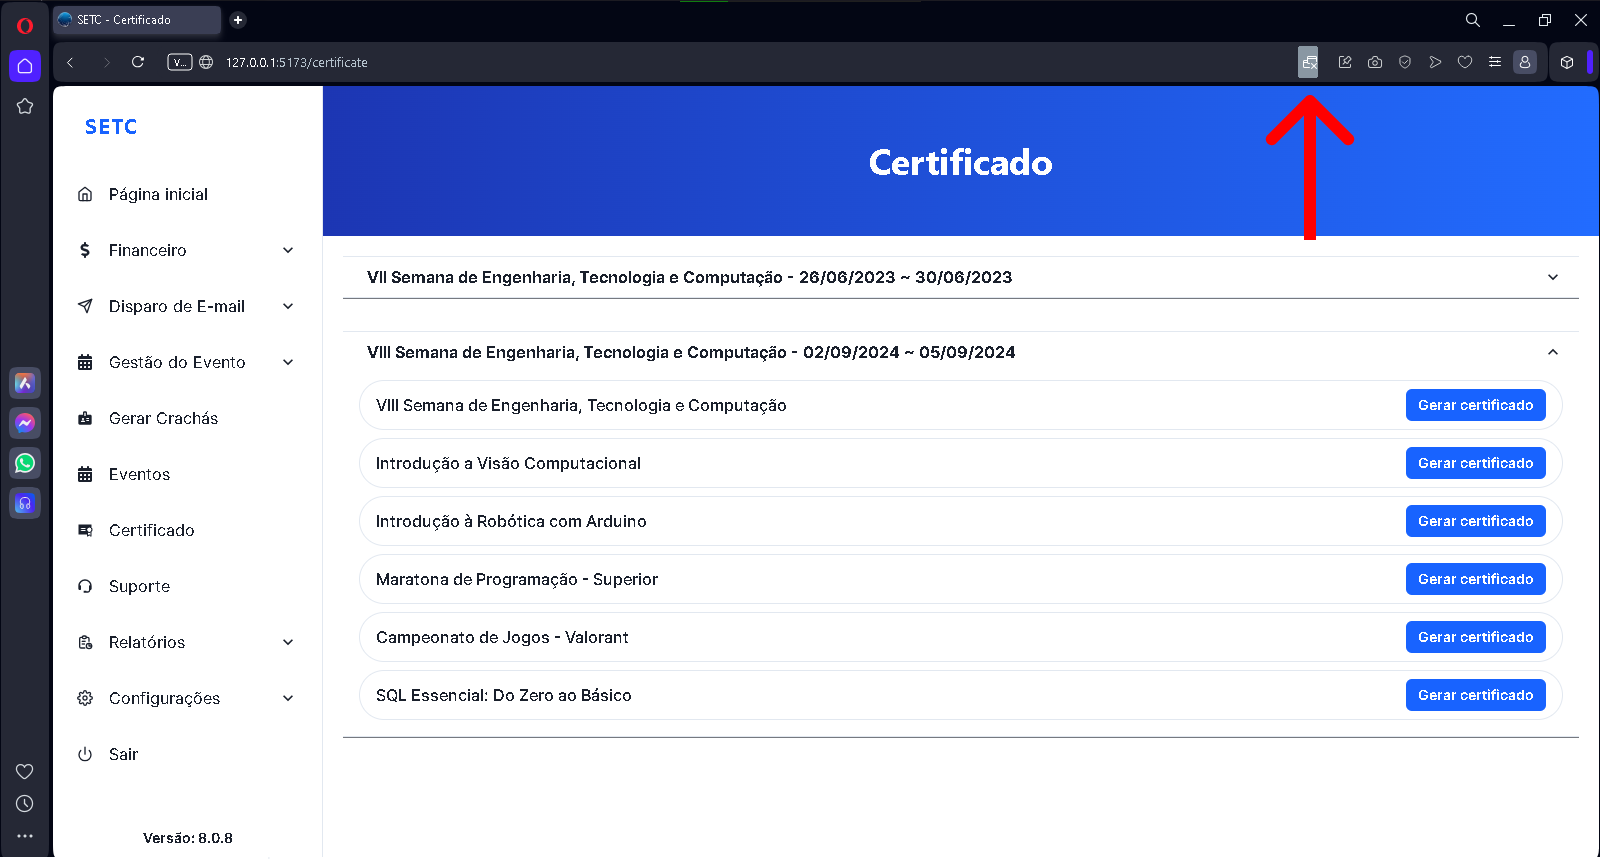 SETC - Certificado
V...
127.0.0.1:5173/certificate
SETC
Página inicial
Financeiro
Disparo de E-mail
Gestão do Evento
Gerar Crachás
Eventos
Certificado
Suporte
Relatórios
Configurações
Sair
Versão: 8.0.8
Certificado
VII Semana de Engenharia, Tecnologia e Computação - 26/06/2023 ~ 30/06/2023
VIII Semana de Engenharia, Tecnologia e Computação - 02/09/2024 ~ 05/09/2024
VIII Semana de Engenharia, Tecnologia e Computação Gerar certificado
Introdução a Visão Computacional Gerar certificado
Introdução à Robótica com Arduino Gerar certificado
Maratona de Programação - Superior Gerar certificado
Campeonato de Jogos - Valorant Gerar certificado
SQL Essencial: Do Zero ao Básico Gerar certificado